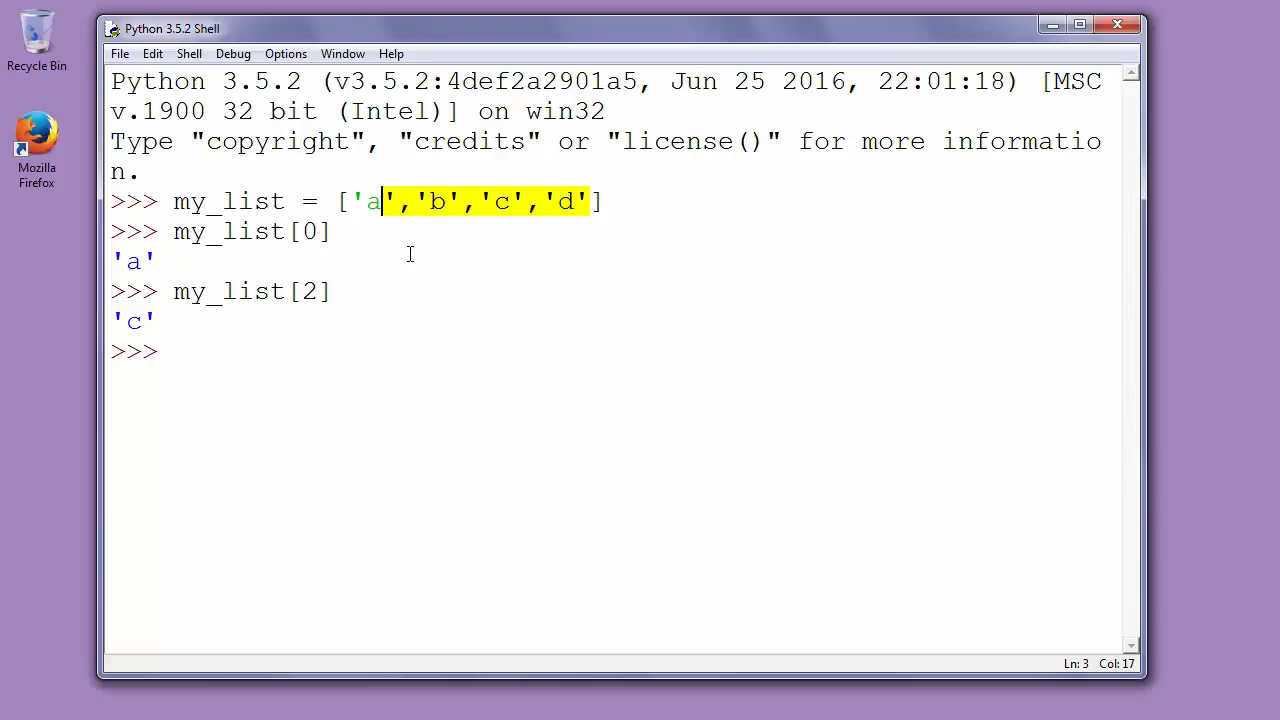 Recycle Bin
Mozilla
Firefox
Python 3.5.2 Shell
File Edit Shell Debug Options Window Help
Python 3.5.2 (v3.5.2:4def2a2901a5, Jun 25 2016, 22:01:18) [MSC
v.1900 32 bit (Intel)] on win32
Type "copyright", "credits" or "license()" for more informatio
n.
>>> my_list = ['a','b','c','d']
>>> my_list[0]
'a'
>>> my_list[2]
'c'
>>>
Ln: 3 Col: 17